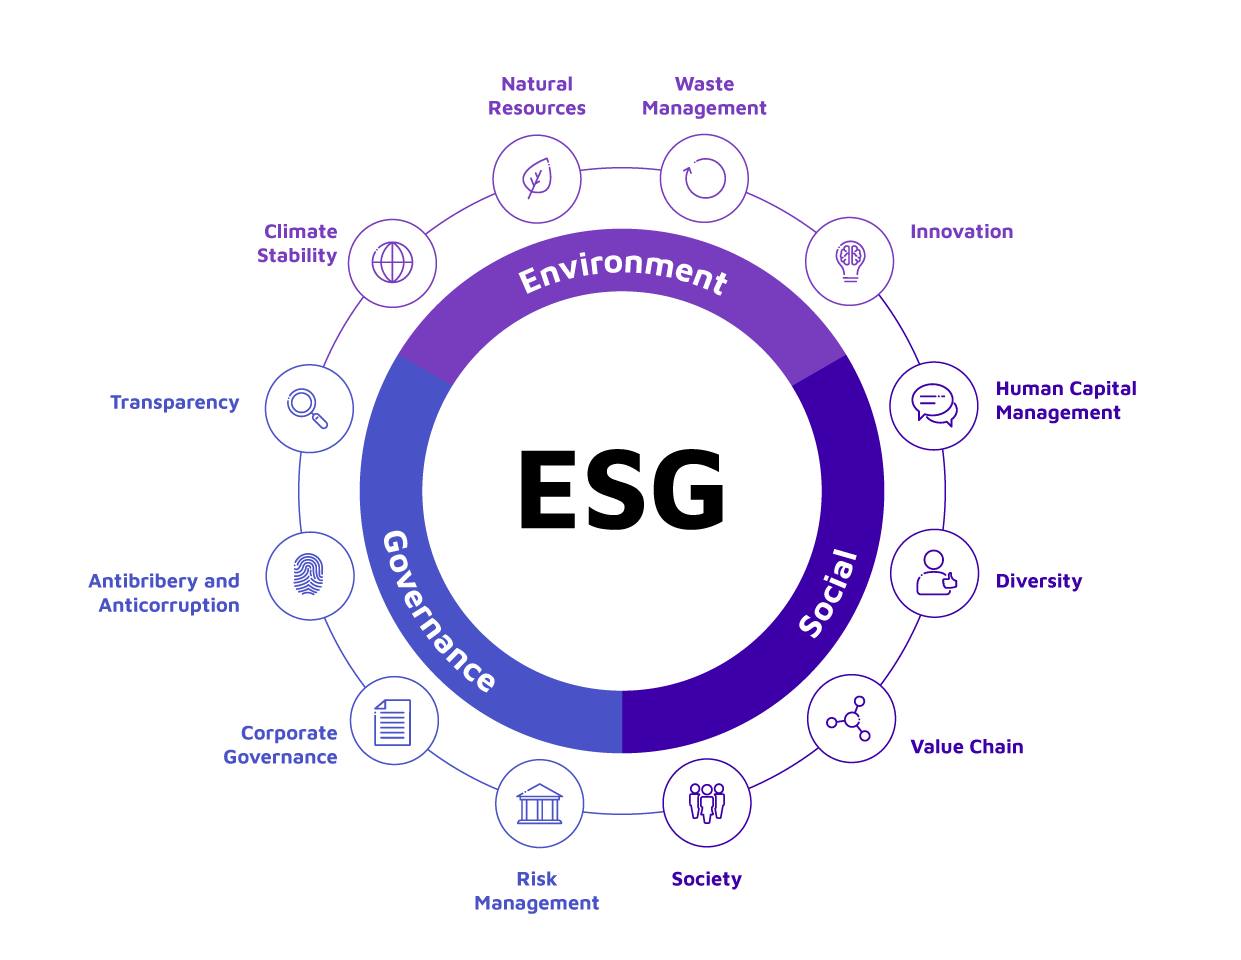 Natural
Resources
Waste
Management
Climate
Stability
Innovation
Environment
Transparency
Human Capital
Management
ESG
Antibribery and
Anticorruption
Governance
Social
Diversity
Corporate
Governance
Value Chain
Risk
Management
Society